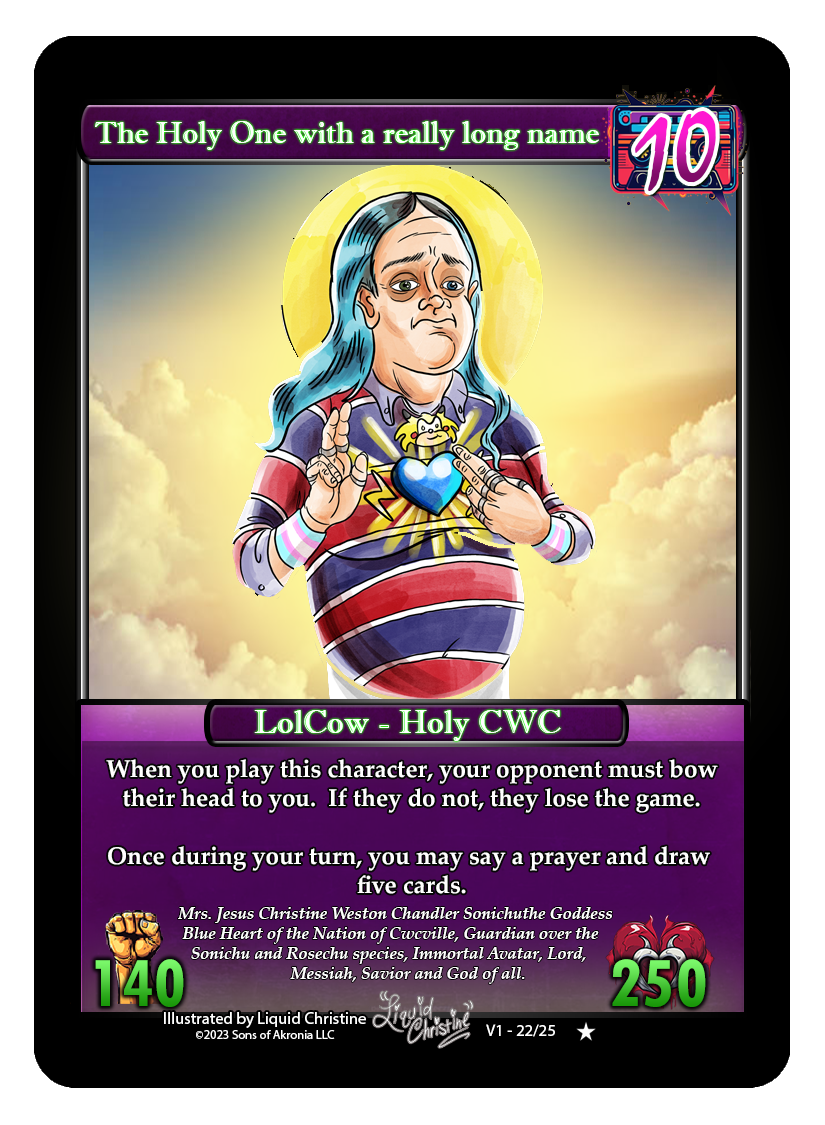 The Holy One with a really long name
10
LolCow - Holy CWC
When you play this character, your opponent must bow
their head to you. If they do not, they lose the game.
Once during your turn, you may say a prayer and draw
five cards.
Mrs. Jesus Christine Weston Chandler Sonichuthe Goddess
Blue Heart of the Nation of Cwcville, Guardian over the
Sonichu and Rosechu species, Immortal Avatar, Lord,
Messiah, Savior and God of all.
140
250
Illustrated by Liquid Christine
©2023 Sons of Akronia LLC
"Liquid
Christine"
V1 - 22/25